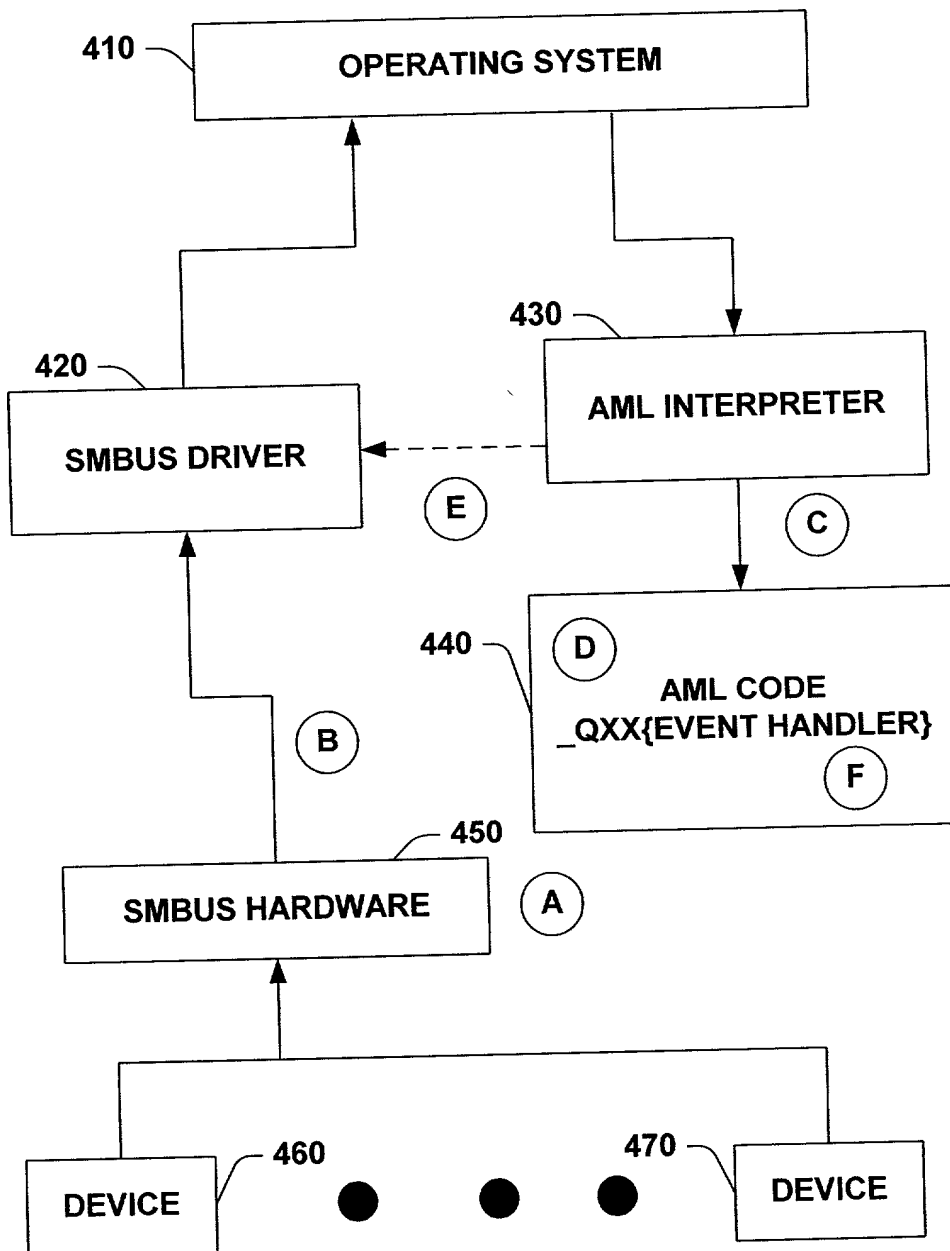 410
OPERATING SYSTEM
430
420
AML INTERPRETER
SMBUS DRIVER
E
C
440
D
AML CODE
_QXX{EVENT HANDLER}
B
F
450
SMBUS HARDWARE
A
460
470
DEVICE
DEVICE